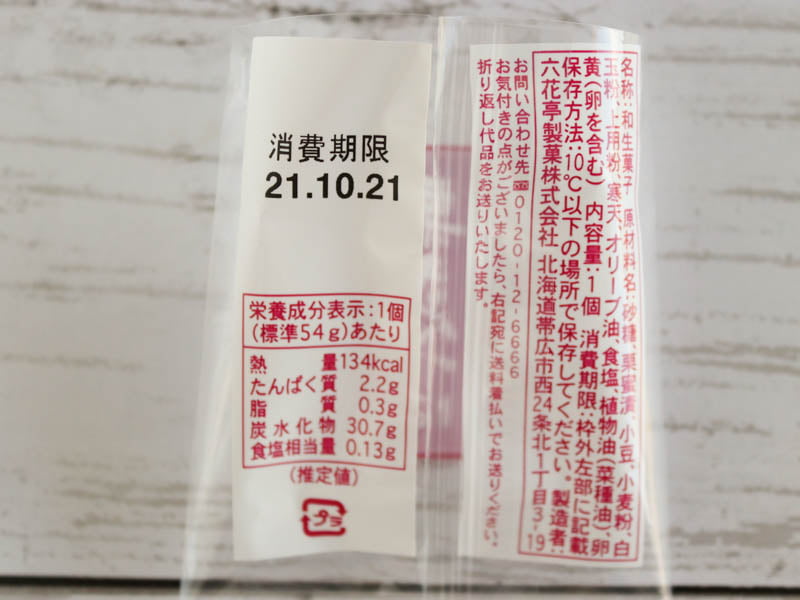 消費期限
21.10.21
栄養成分表示:1個
(標準54g)あたり
熱量 134kcal
たんぱく質 2.2g
脂質 0.3g
炭水化物 30.7g
食塩相当量 0.13g
(推定値)
プラ
名称:和生菓子 原材料名:砂糖、栗蜜漬、小豆、小麦粉、白
玉粉、上用粉、寒天、オリーブ油、食塩、植物油(菜種油)、卵
黄(卵を含む) 内容量:1個 消費期限:枠外左部に記載
保存方法:10℃以下の場所で保存してください。製造者:
六花亭製菓株式会社 北海道帯広市西24条北1丁目3-19
お問い合わせ先 0120-12-6666
お気付きの点がございましたら、右記宛に送料着払いでお送りください。
折り返し代品をお送りいたします。